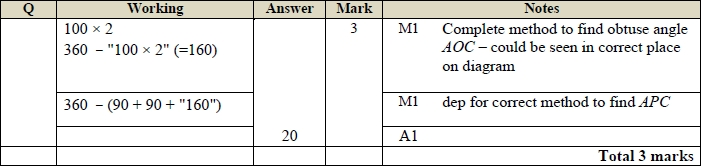 Q Working Answer Mark Notes
100 × 2 3 M1 Complete method to find obtuse angle
360 – "100 × 2" (=160) AOC – could be seen in correct place
on diagram
360 – (90 + 90 + "160") M1 dep for correct method to find APC
20 A1
Total 3 marks